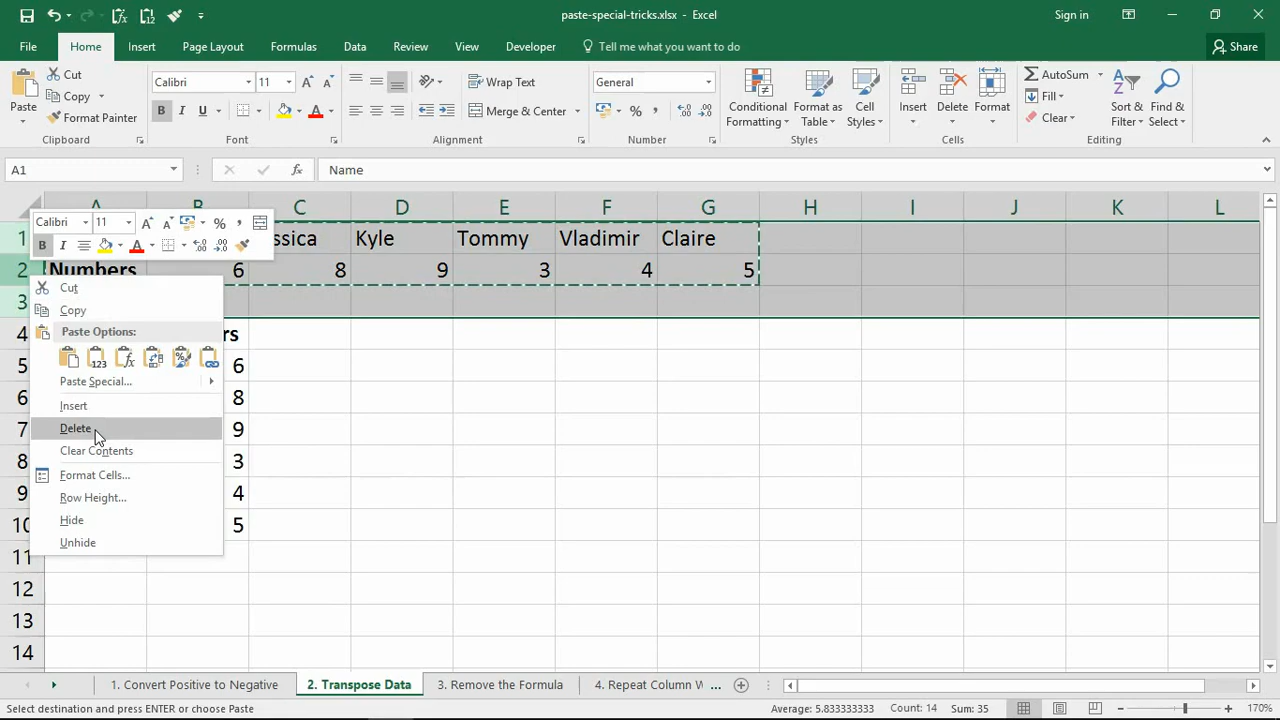 paste-special-tricks.xlsx - Excel
Sign in
File Home Insert Page Layout Formulas Data Review View Developer Tell me what you want to do Share
Paste
Cut
Copy
Format Painter
Clipboard
Calibri 11
B I U
Font
Wrap Text
Merge & Center
Alignment
General
Number
Conditional Formatting
Format as Table
Cell Styles
Styles
Insert
Delete
Format
Cells
AutoSum
Fill
Clear
Sort & Filter
Find & Select
Editing
A1 fx Name
A B C D E F G H I J K L
Calibri 11
B I
1 ssica Kyle Tommy Vladimir Claire
2 Numbers 6 8 9 3 4 5
3
4 rs
5 6
6 8
7 9
8 3
9 4
10 5
11
12
13
14
Cut
Copy
Paste Options:
123
Paste Special...
Insert
Delete
Clear Contents
Format Cells...
Row Height...
Hide
Unhide
1. Convert Positive to Negative 2. Transpose Data 3. Remove the Formula 4. Repeat Column W ...
Select destination and press ENTER or choose Paste Average: 5.833333333 Count: 14 Sum: 35 170%